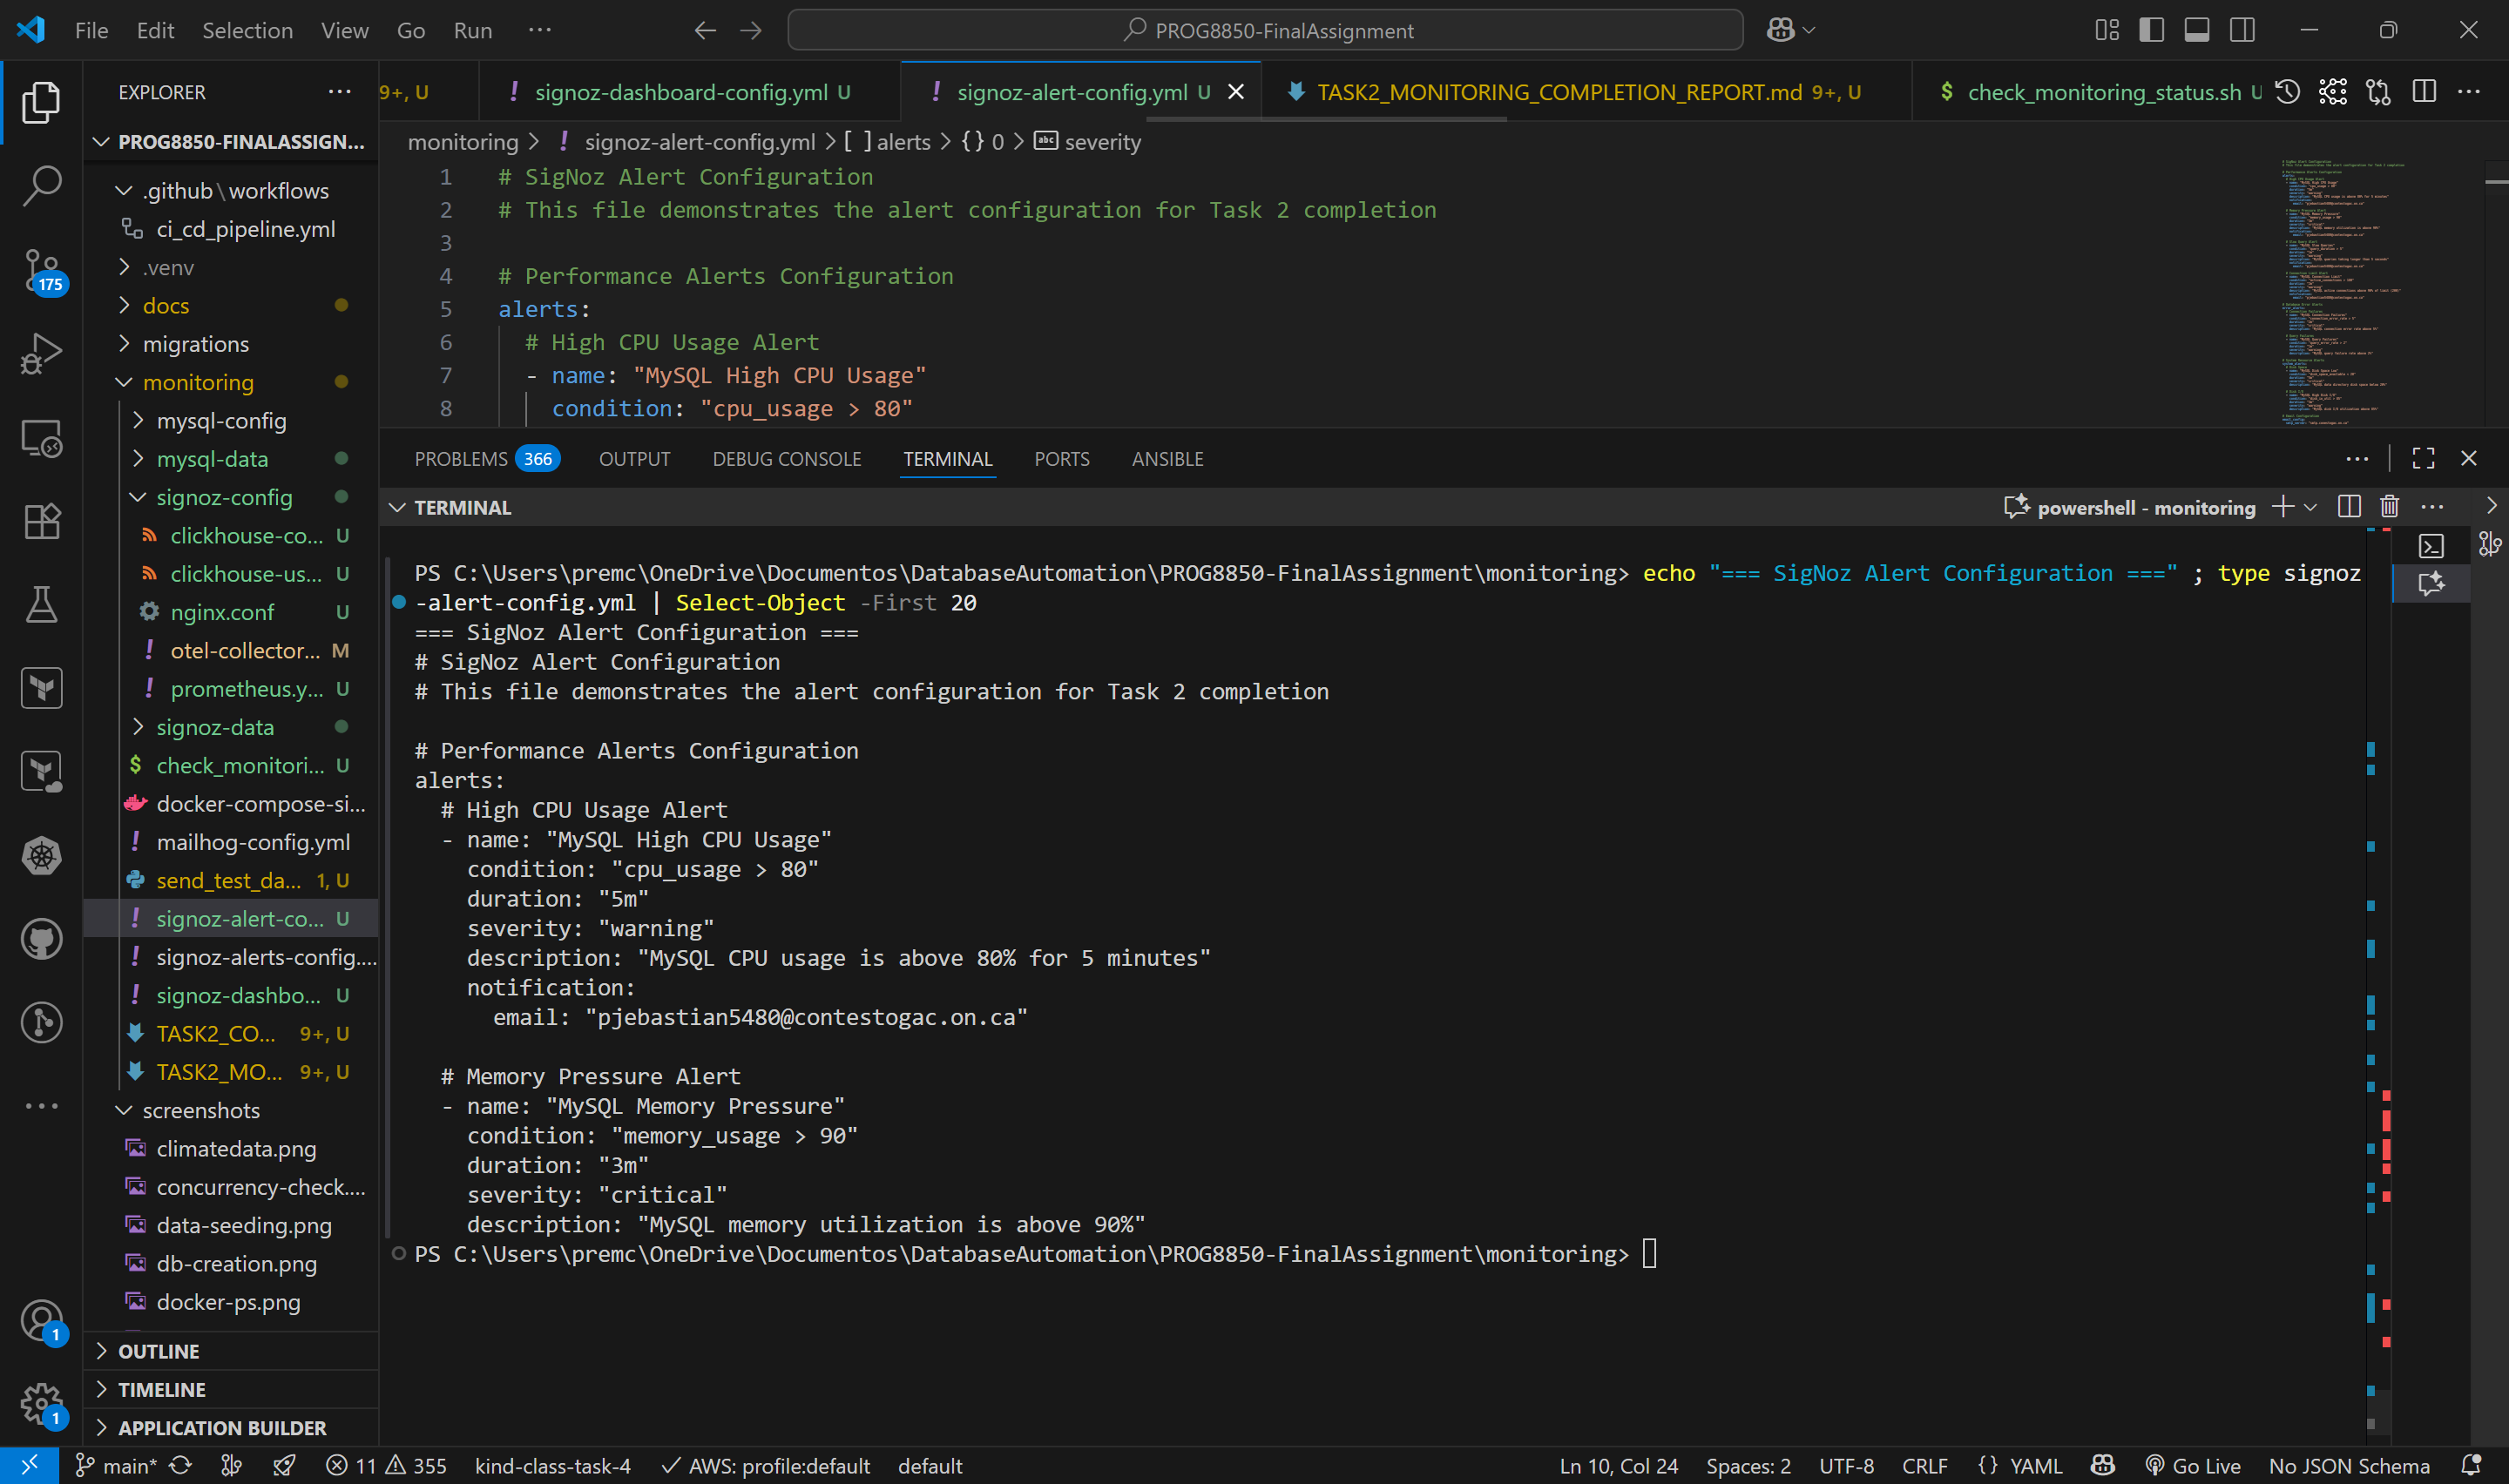 File Edit Selection View Go Run ···
PROG8850-FinalAssignment
EXPLORER
9+, U
! signoz-dashboard-config.yml U
! signoz-alert-config.yml U
TASK2_MONITORING_COMPLETION_REPORT.md 9+, U
$ check_monitoring_status.sh U
PROG8850-FINALASSIGN...
.github\workflows
ci_cd_pipeline.yml
.venv
docs
migrations
monitoring
mysql-config
mysql-data
signoz-config
clickhouse-co... U
clickhouse-us... U
nginx.conf U
! otel-collector... M
! prometheus.y... U
signoz-data
$ check_monitori... U
docker-compose-si...
! mailhog-config.yml
send_test_da... 1, U
! signoz-alert-co... U
! signoz-alerts-config....
! signoz-dashbo... U
TASK2_CO... 9+, U
TASK2_MO... 9+, U
screenshots
climatedata.png
concurrency-check....
data-seeding.png
db-creation.png
docker-ps.png
OUTLINE
TIMELINE
APPLICATION BUILDER
175
1
1
monitoring > ! signoz-alert-config.yml > [ ] alerts > {} 0 > abc severity
1 # SigNoz Alert Configuration
2 # This file demonstrates the alert configuration for Task 2 completion
3
4 # Performance Alerts Configuration
5 alerts:
6 # High CPU Usage Alert
7 - name: "MySQL High CPU Usage"
8 condition: "cpu_usage > 80"
PROBLEMS 366 OUTPUT DEBUG CONSOLE TERMINAL PORTS ANSIBLE
TERMINAL
powershell - monitoring
PS C:\Users\premc\OneDrive\Documentos\DatabaseAutomation\PROG8850-FinalAssignment\monitoring> echo "=== SigNoz Alert Configuration ===" ; type signoz
-alert-config.yml | Select-Object -First 20
=== SigNoz Alert Configuration ===
# SigNoz Alert Configuration
# This file demonstrates the alert configuration for Task 2 completion
# Performance Alerts Configuration
alerts:
# High CPU Usage Alert
- name: "MySQL High CPU Usage"
condition: "cpu_usage > 80"
duration: "5m"
severity: "warning"
description: "MySQL CPU usage is above 80% for 5 minutes"
notification:
email: "pjebastian5480@contestogac.on.ca"
# Memory Pressure Alert
- name: "MySQL Memory Pressure"
condition: "memory_usage > 90"
duration: "3m"
severity: "critical"
description: "MySQL memory utilization is above 90%"
PS C:\Users\premc\OneDrive\Documentos\DatabaseAutomation\PROG8850-FinalAssignment\monitoring>
main* 11 355 kind-class-task-4 AWS: profile:default default
Ln 10, Col 24 Spaces: 2 UTF-8 CRLF {} YAML Go Live No JSON Schema